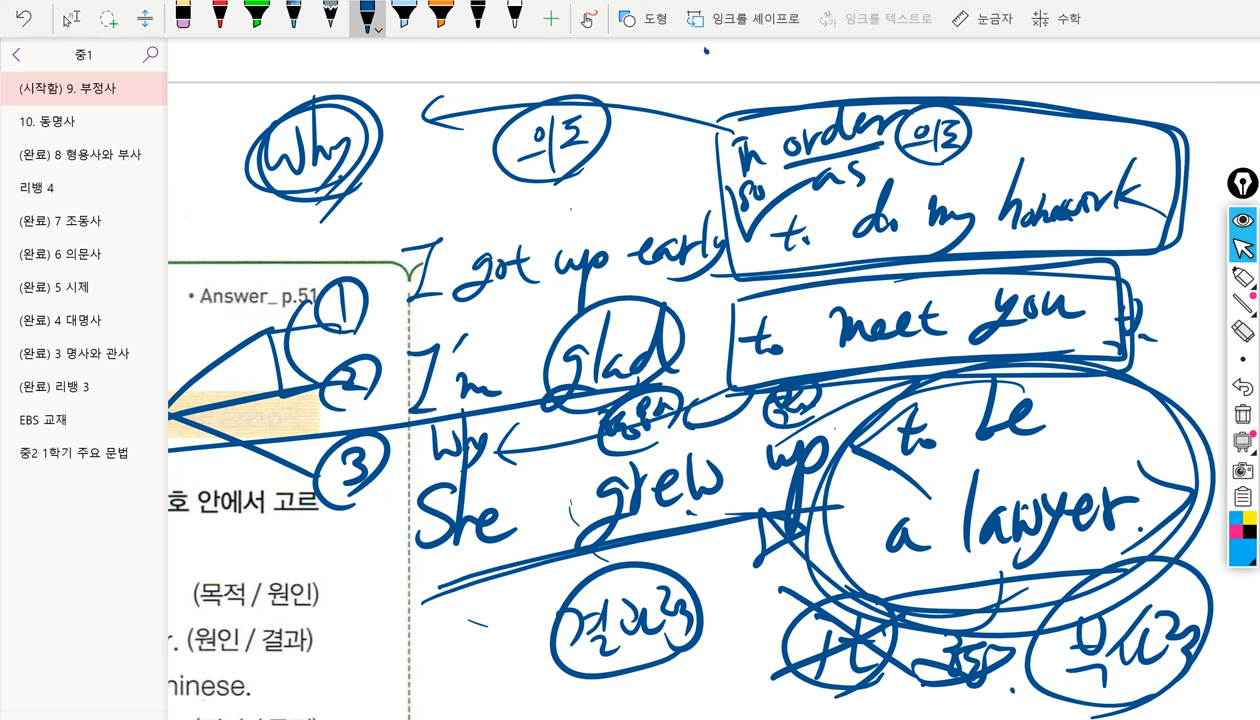 도형 잉크를 셰이프로 잉크를 텍스트로 눈금자 수학
중1
(시작함) 9. 부정사
10. 동명사
(완료) 8 형용사와 부사
리뱅 4
(완료) 7 조동사
(완료) 6 의문사
(완료) 5 시제
(완료) 4 대명사
(완료) 3 명사와 관사
(완료) 리뱅 3
EBS 교재
중2 1학기 주요 문법
Why 의도 In order 의도
so as
to do my homework
I got up early
• Answer_ p.51
1
to meet you
I'm glad
2
Why
to be
3
She grew up
a lawyer.
호 안에서 고르
(목적 / 원인)
결과적 부사적
r. (원인 / 결과)
hinese.